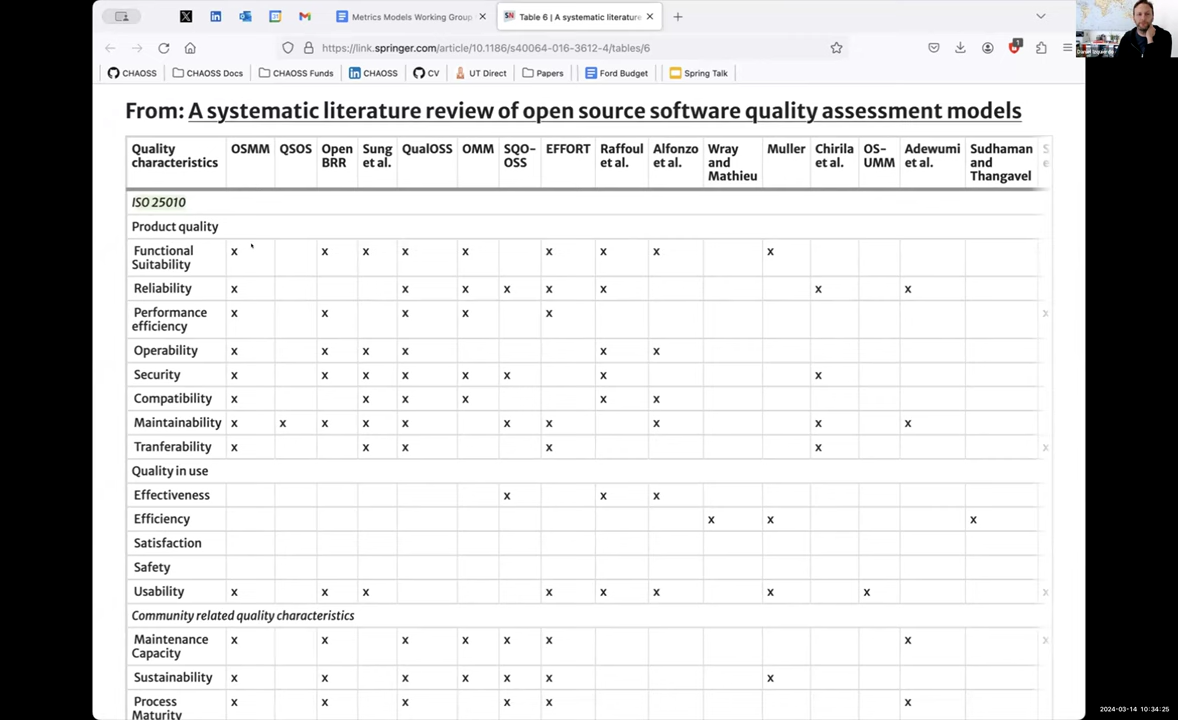 Metrics Models Working Group
Table 6 | A systematic literature
https://link.springer.com/article/10.1186/s40064-016-3612-4/tables/6
CHAOSS CHAOSS Docs CHAOSS Funds CHAOSS CV UT Direct Papers Ford Budget Spring Talk
From: A systematic literature review of open source software quality assessment models
Quality characteristics OSMM QSOS Open BRR Sung et al. QualOSS OMM SQO-OSS EFFORT Raffoul et al. Alfonzo et al. Wray and Mathieu Muller Chirila et al. OS-UMM Adewumi et al. Sudhaman and Thangavel S e
ISO 25010
Product quality
Functional Suitability x x x x x x x x x
Reliability x x x x x x x x
Performance efficiency x x x x x x
Operability x x x x x x
Security x x x x x x x x
Compatibility x x x x x x
Maintainability x x x x x x x x x x
Tranferability x x x x x x
Quality in use
Effectiveness x x x
Efficiency x x x
Satisfaction
Safety
Usability x x x x x x x x x
Community related quality characteristics
Maintenance Capacity x x x x x x x x
Sustainability x x x x x x x
Process Maturity x x x x x x
2024-03-14 10:34:25